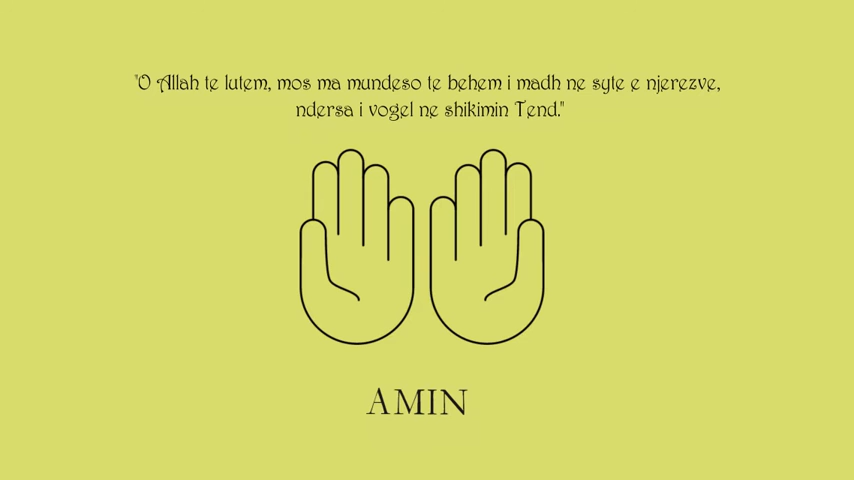 "O Allah te lutem, mos ma mundeso te behem i madh ne syte e njerezve,
ndersa i vogel ne shikimin Tend."
AMIN